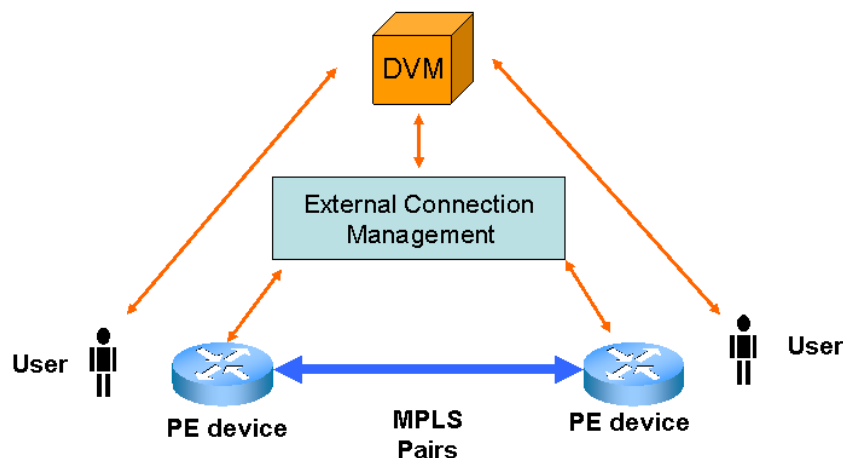 DVM
External Connection
Management
User
User
PE device
MPLS
Pairs
PE device